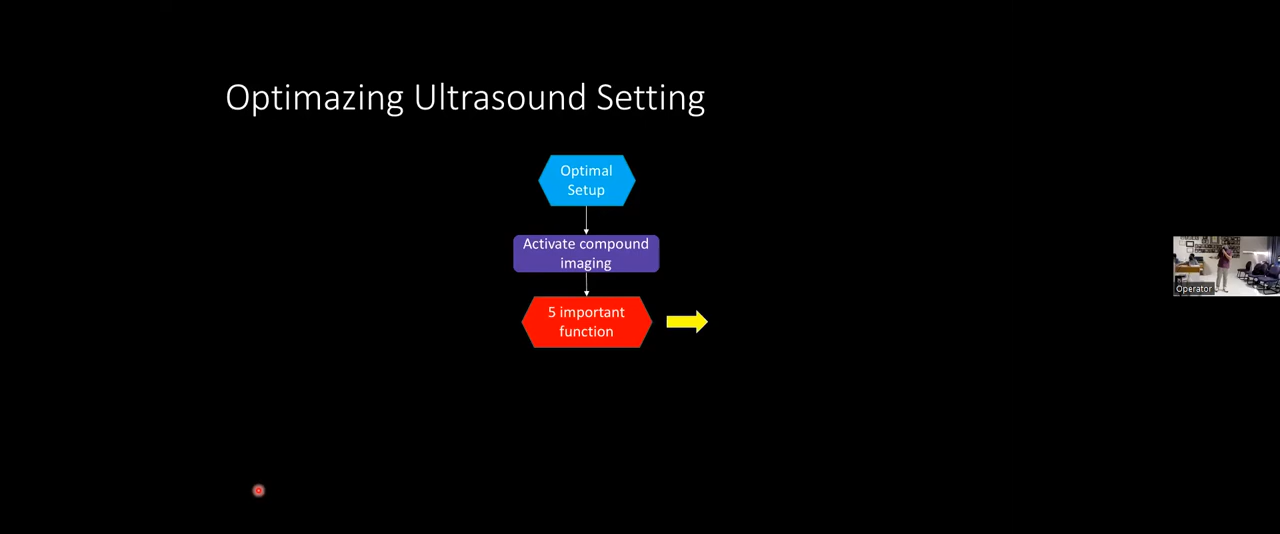 Optimazing Ultrasound Setting
Optimal
Setup
Activate compound
imaging
5 important
function
Operator